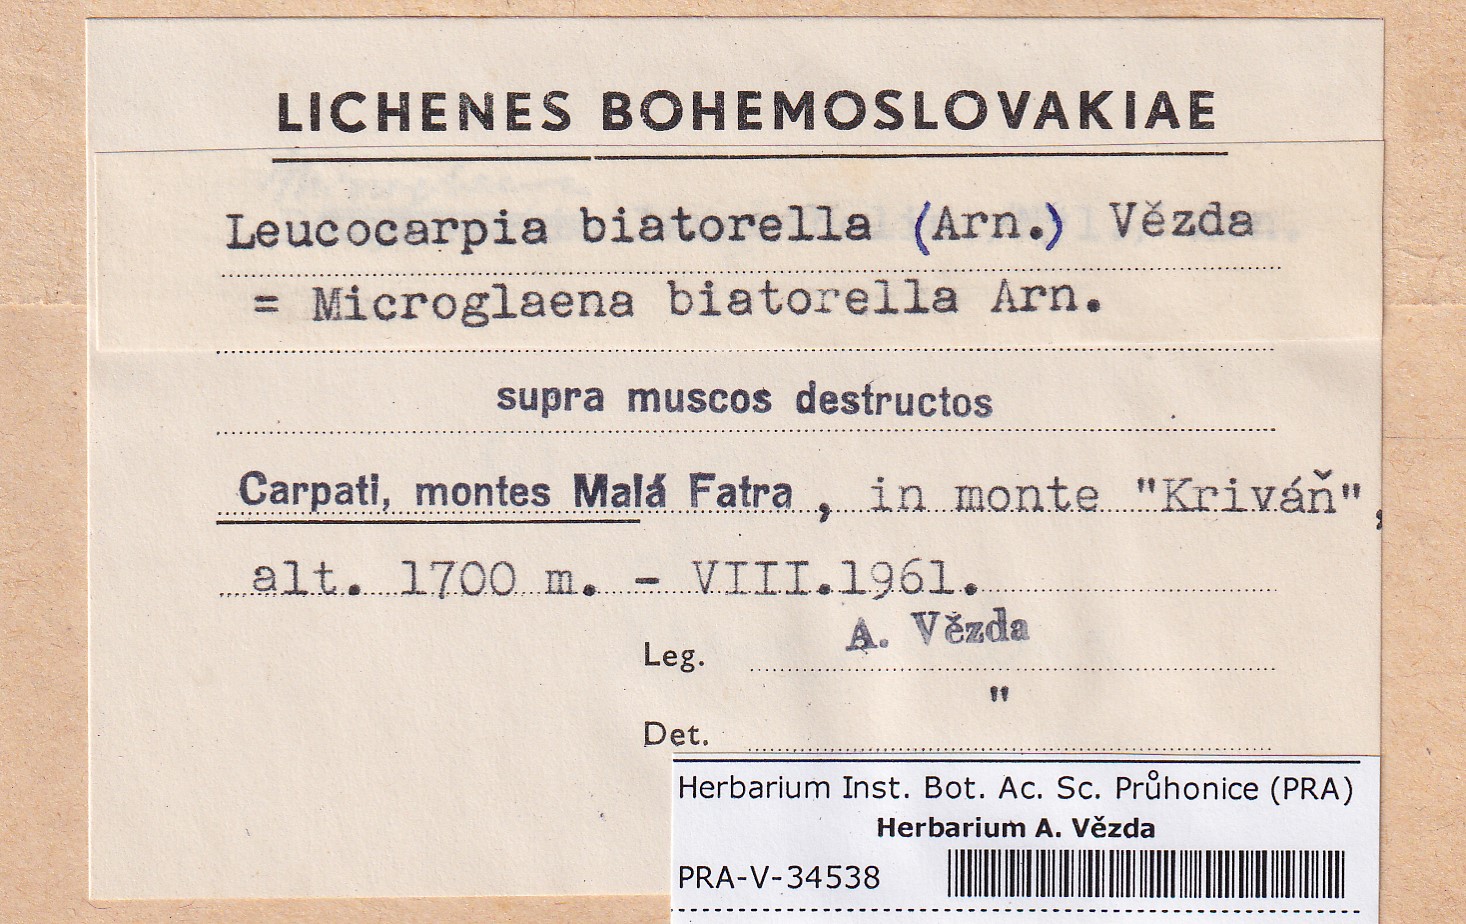 LICHENES BOHEMOSLOVAKIAE
Leucocarpia biatorella (Arn.) Vězda
= Microglaena biatorella Arn.
supra muscos destructos
Carpati, montes Malá Fatra, in monte "Kriváň",
alt. 1700 m. - VIII.1961.
Leg. A. Vězda
Det. "
Herbarium Inst. Bot. Ac. Sc. Průhonice (PRA)
Herbarium A. Vězda
PRA-V-34538